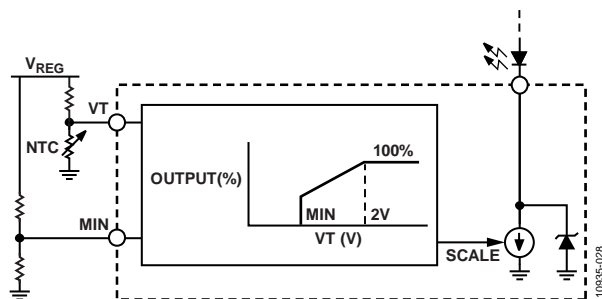 VREG
VT
NTC
OUTPUT(%)
100%
MIN
2V
VT (V)
MIN
SCALE
10935-028